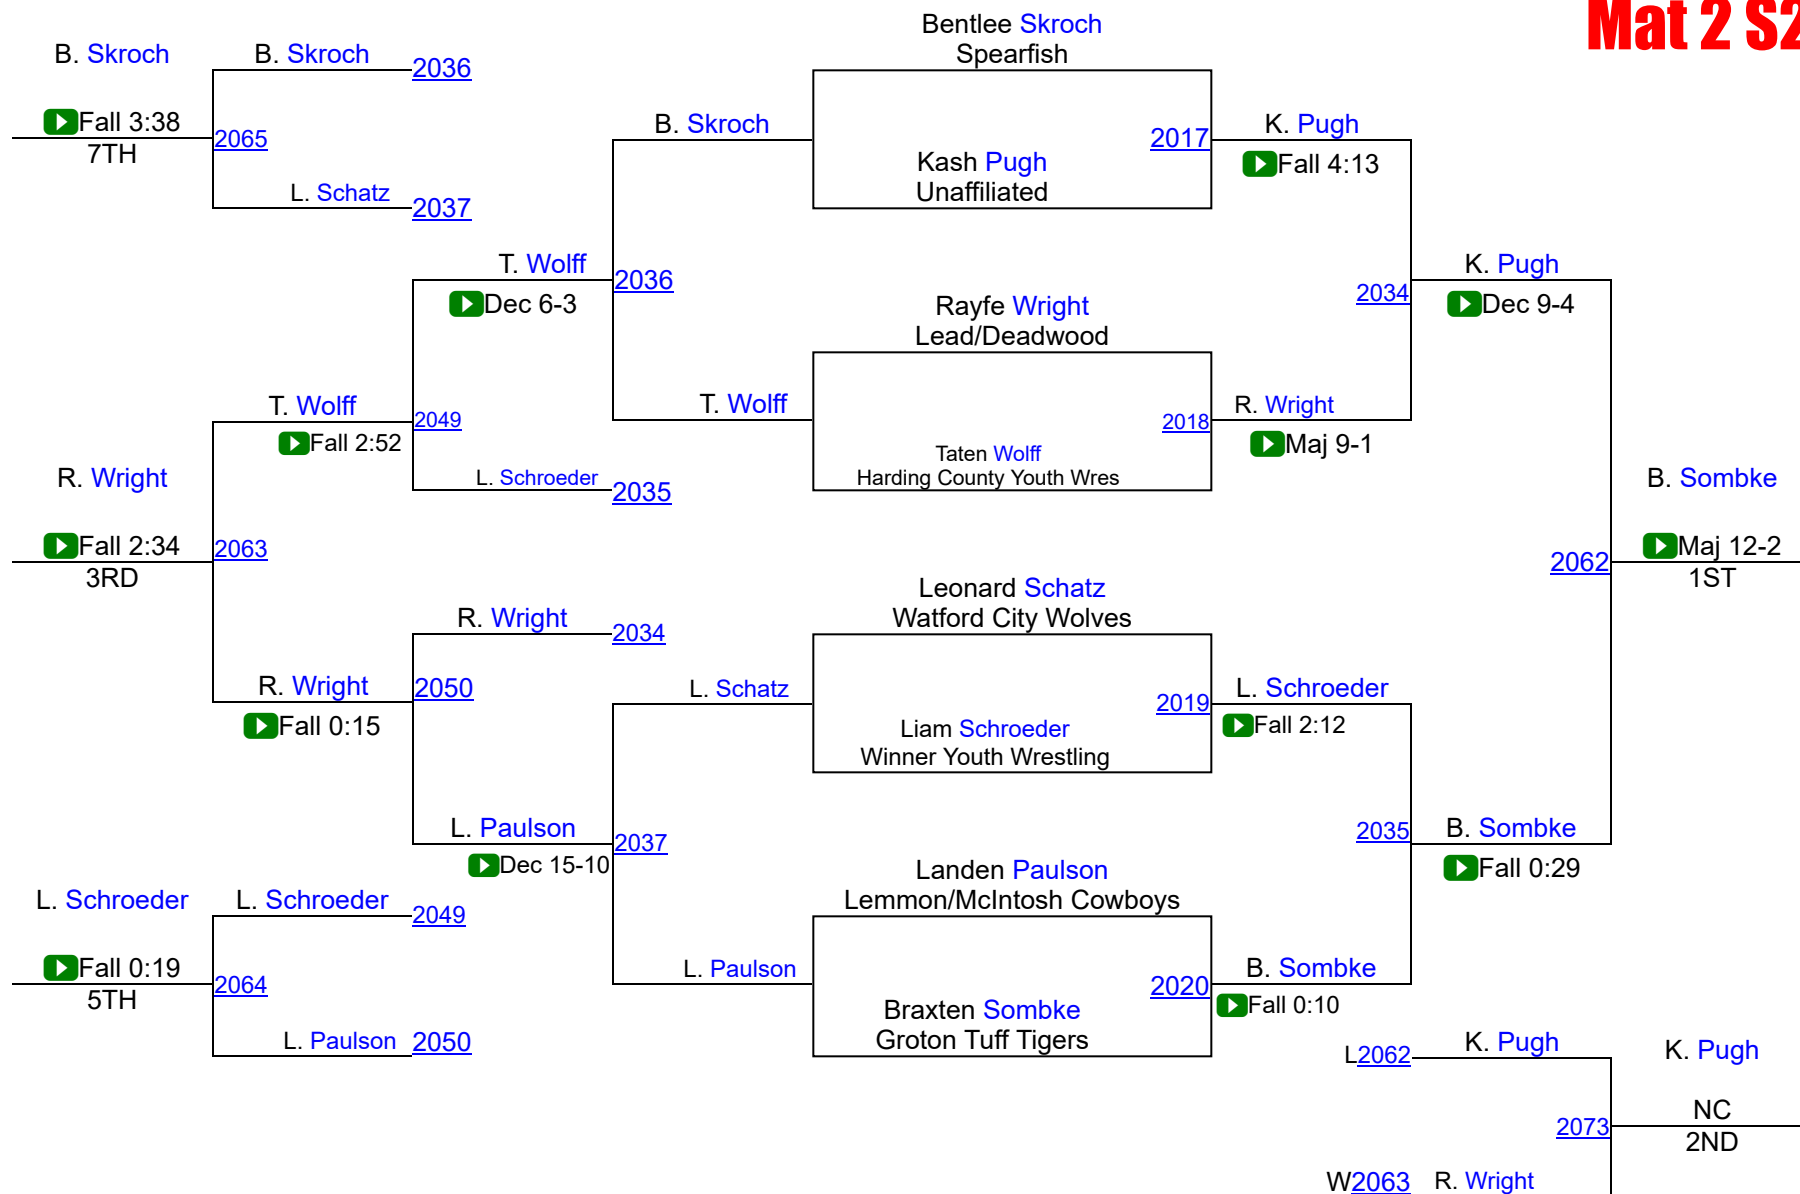 Mat 2 S2
Bentlee Skroch
Spearfish
B. Skroch
B. Skroch
2036
Fall 3:38
7TH
2065
B. Skroch
2017
K. Pugh
Fall 4:13
Kash Pugh
Unaffiliated
L. Schatz
2037
T. Wolff
Dec 6-3
2036
K. Pugh
Dec 9-4
2034
Rayfe Wright
Lead/Deadwood
T. Wolff
Fall 2:52
2049
T. Wolff
2018
R. Wright
Maj 9-1
Taten Wolff
Harding County Youth Wres
R. Wright
L. Schroeder
2035
B. Sombke
Fall 2:34
3RD
2063
2062
Maj 12-2
1ST
Leonard Schatz
Watford City Wolves
R. Wright
2034
R. Wright
Fall 0:15
2050
L. Schatz
2019
L. Schroeder
Fall 2:12
Liam Schroeder
Winner Youth Wrestling
L. Paulson
Dec 15-10
2037
2035
B. Sombke
Fall 0:29
Landen Paulson
Lemmon/McIntosh Cowboys
L. Schroeder
L. Schroeder
2049
Fall 0:19
5TH
2064
L. Paulson
2020
B. Sombke
Fall 0:10
Braxten Sombke
Groton Tuff Tigers
L. Paulson
2050
L2062
K. Pugh
K. Pugh
NC
2ND
2073
W2063
R. Wright